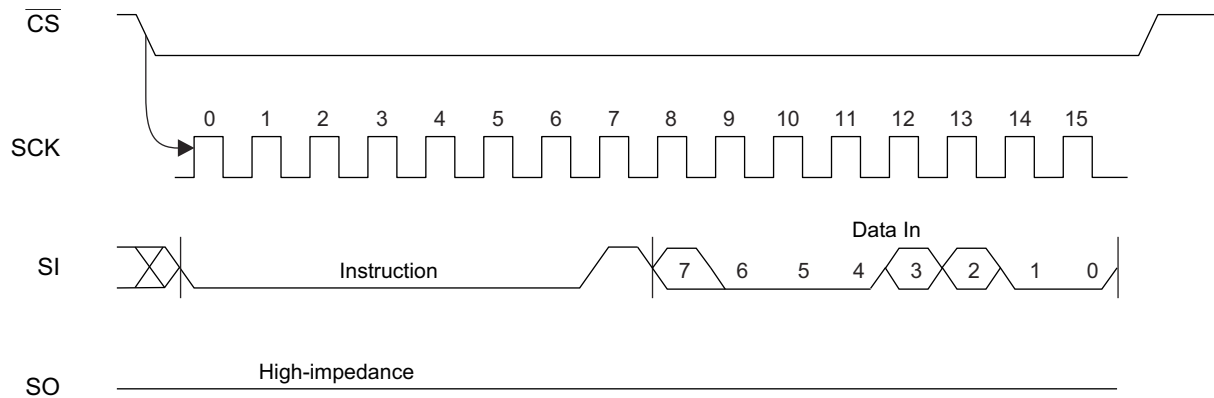 CS
0 1 2 3 4 5 6 7 8 9 10 11 12 13 14 15
SCK
Data In
SI
Instruction
7 6 5 4 3 2 1 0
High-impedance
SO